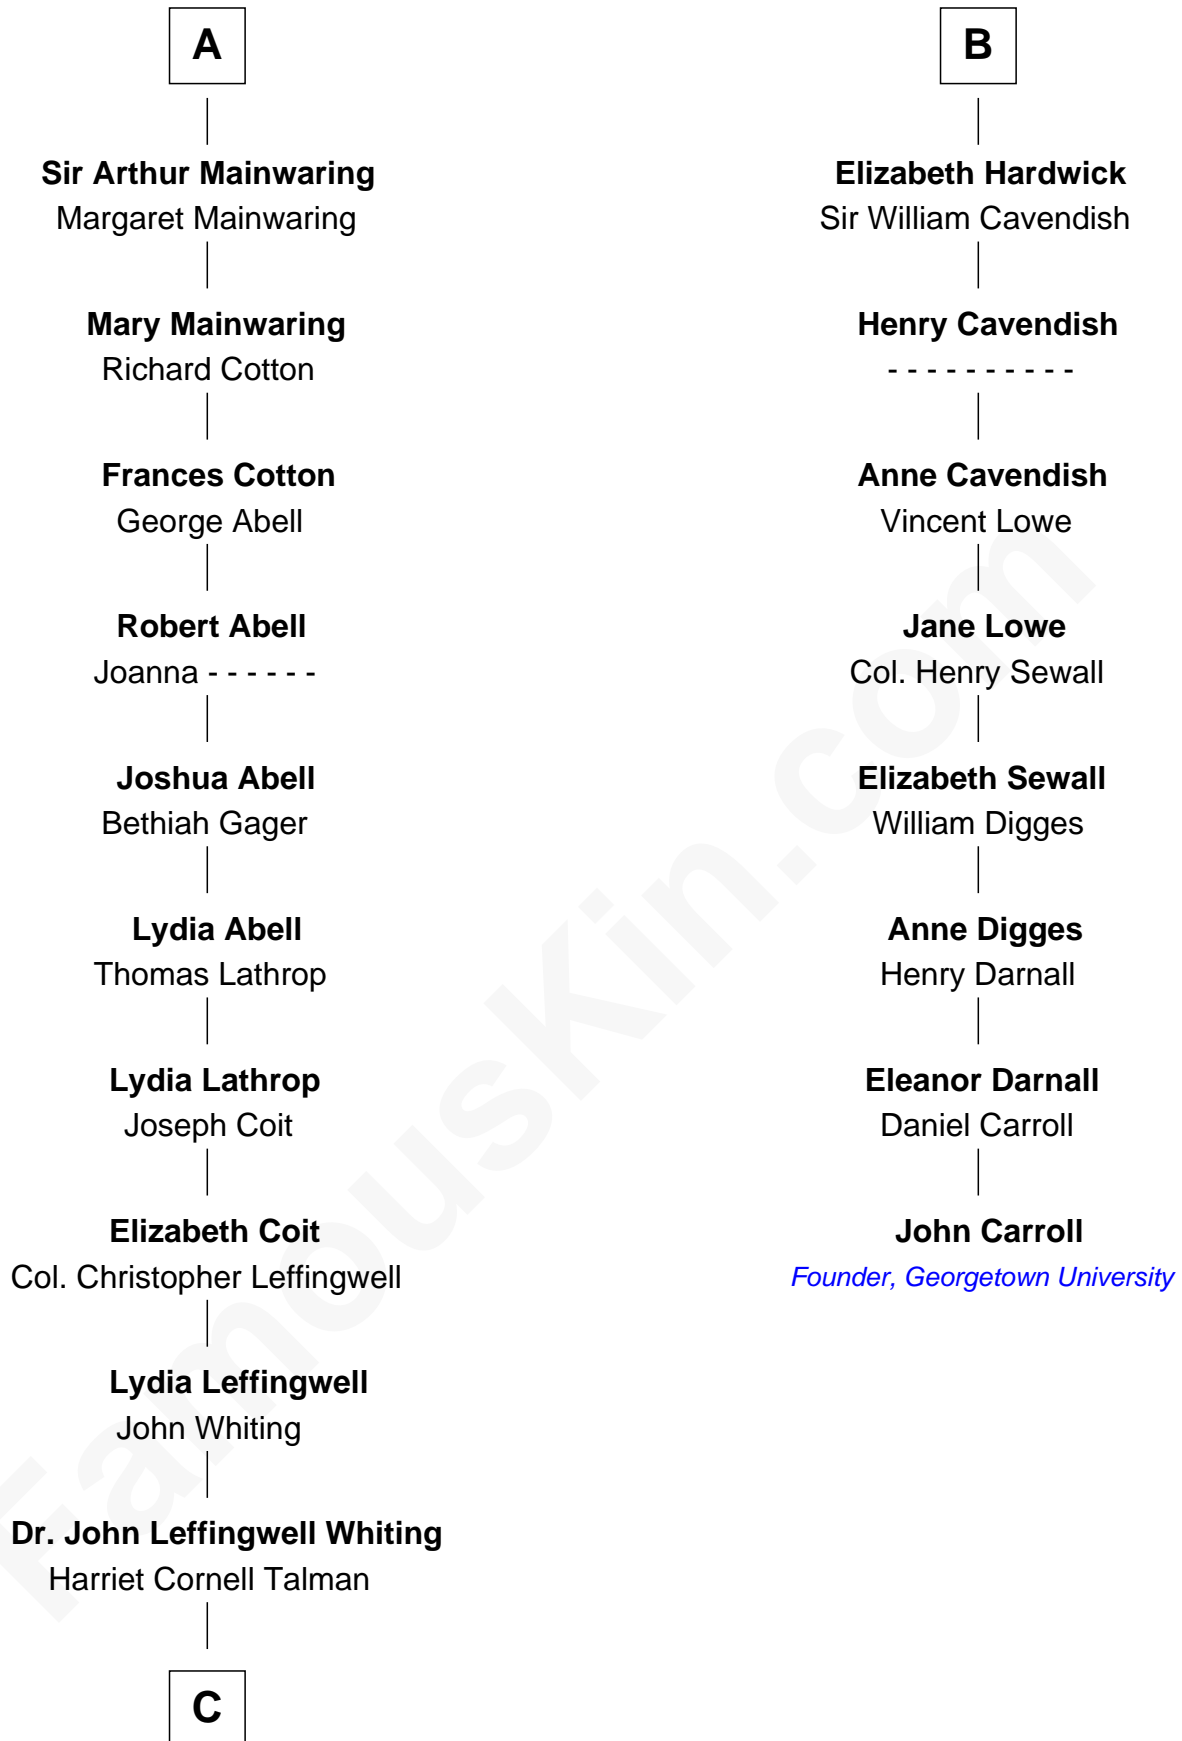 A
Sir Arthur Mainwaring
Margaret Mainwaring
Mary Mainwaring
Richard Cotton
Frances Cotton
George Abell
Robert Abell
Joanna - - - - - -
Joshua Abell
Bethiah Gager
Lydia Abell
Thomas Lathrop
Lydia Lathrop
Joseph Coit
Elizabeth Coit
Col. Christopher Leffingwell
Lydia Leffingwell
John Whiting
Dr. John Leffingwell Whiting
Harriet Cornell Talman
C
B
Elizabeth Hardwick
Sir William Cavendish
Henry Cavendish
- - - - - - - - - -
Anne Cavendish
Vincent Lowe
Jane Lowe
Col. Henry Sewall
Elizabeth Sewall
William Digges
Anne Digges
Henry Darnall
Eleanor Darnall
Daniel Carroll
John Carroll
Founder, Georgetown University
FamousKin.com